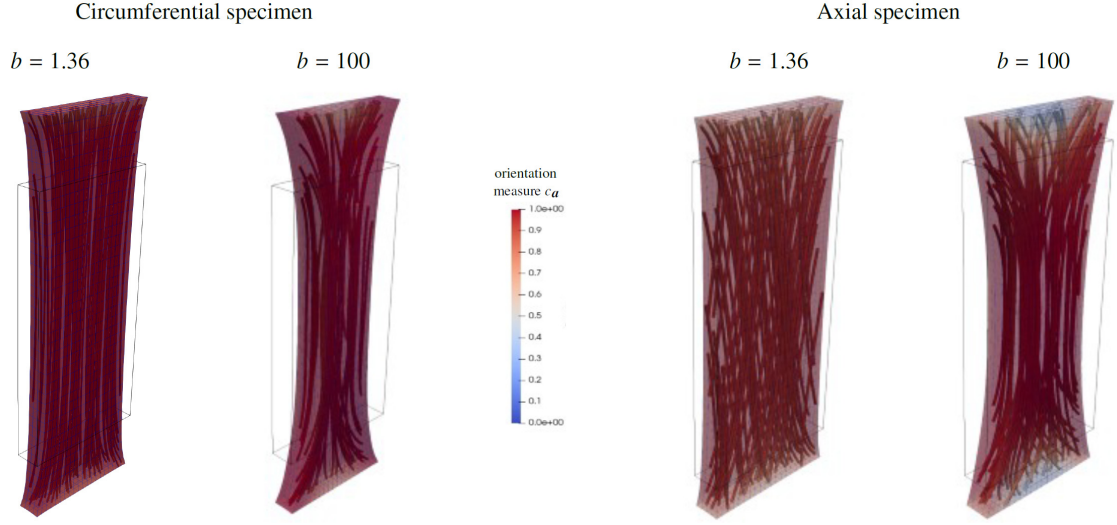 Circumferential specimen
Axial specimen
b = 1.36
b = 100
b = 1.36
b = 100
orientation
measure cₐ
1.0e+00
0.9
0.8
0.7
0.6
0.5
0.4
0.3
0.2
0.1
0.0e+00